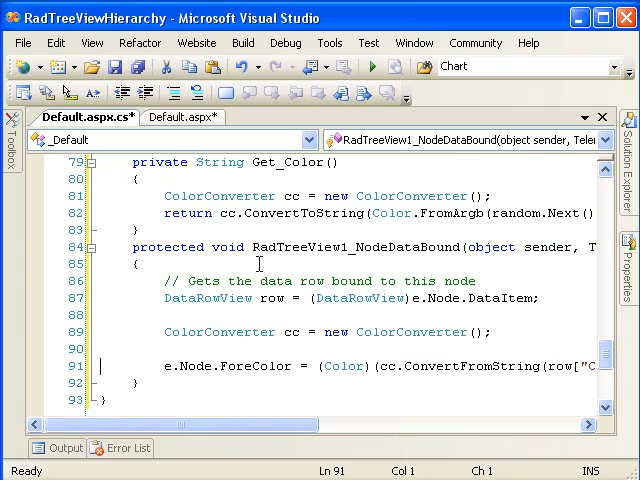 RadTreeViewHierarchy - Microsoft Visual Studio
File Edit View Refactor Website Build Debug Tools Test Window Community Help
Chart
Default.aspx.cs* Default.aspx*
_Default RadTreeView1_NodeDataBound(object sender, Teler
Toolbox
Solution Explorer
Properties
79 private String Get_Color()
80 {
81 ColorConverter cc = new ColorConverter();
82 return cc.ConvertToString(Color.FromArgb(random.Next()
83 }
84 protected void RadTreeView1_NodeDataBound(object sender, T
85 {
86 // Gets the data row bound to this node
87 DataRowView row = (DataRowView)e.Node.DataItem;
88
89 ColorConverter cc = new ColorConverter();
90
91 e.Node.ForeColor = (Color)(cc.ConvertFromString(row["C
92 }
93 }
Output Error List
Ready Ln 91 Col 1 Ch 1 INS